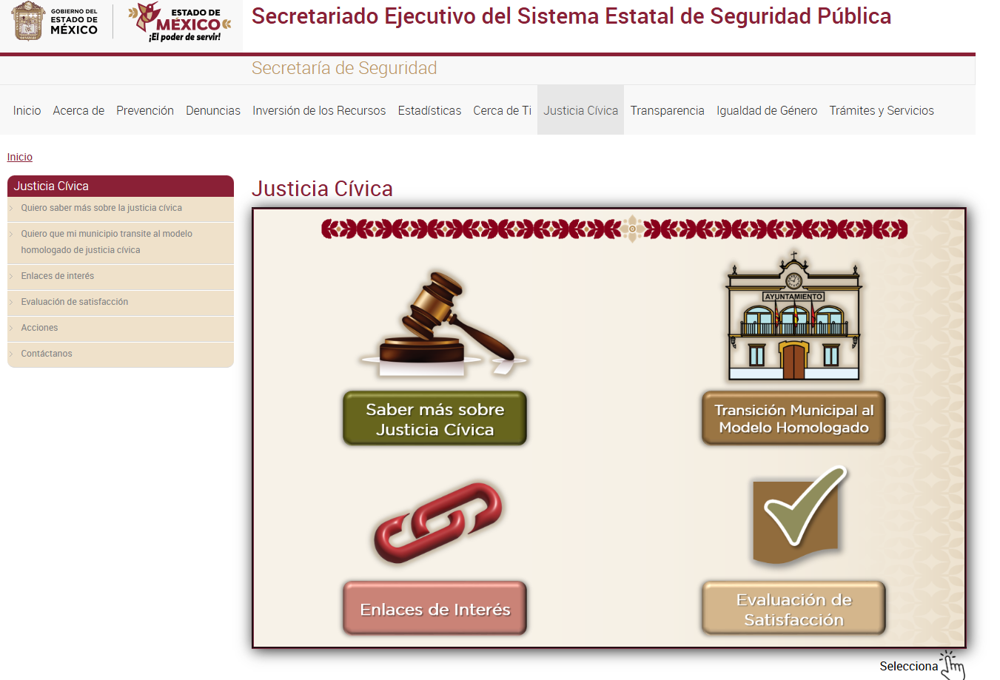 GOBIERNO DEL
ESTADO DE
MÉXICO
ESTADO DE
MÉXICO
¡El poder de servir!
Secretariado Ejecutivo del Sistema Estatal de Seguridad Pública
Secretaría de Seguridad
Inicio Acerca de Prevención Denuncias Inversión de los Recursos Estadísticas Cerca de Ti Justicia Cívica Transparencia Igualdad de Género Trámites y Servicios
Inicio
Justicia Cívica
Quiero saber más sobre la justicia cívica
Quiero que mi municipio transite al modelo
homologado de justicia cívica
Enlaces de interés
Evaluación de satisfacción
Acciones
Contáctanos
Justicia Cívica
AYUNTAMIENTO
Saber más sobre
Justicia Cívica
Transición Municipal al
Modelo Homologado
Enlaces de Interés
Evaluación de
Satisfacción
Selecciona